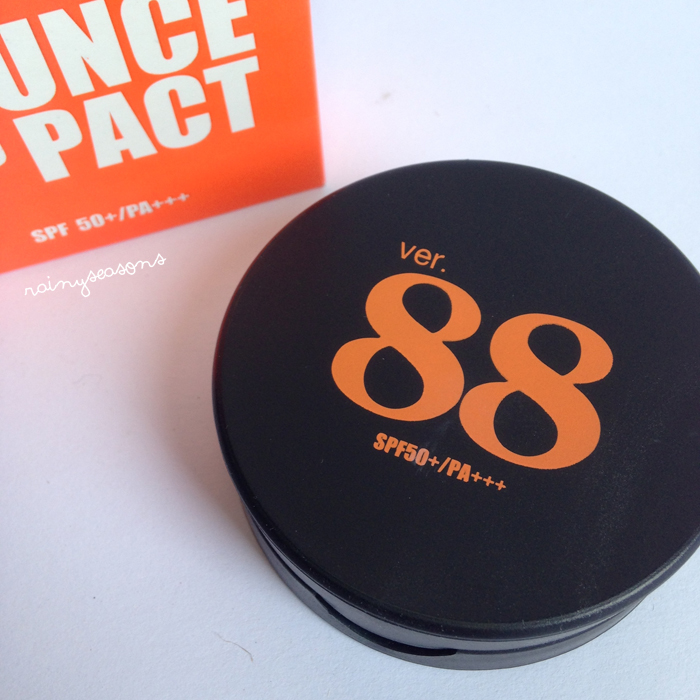 UNCE
PACT
SPF 50+/PA+++
rainyseasons
ver.
88
SPF50+/PA+++